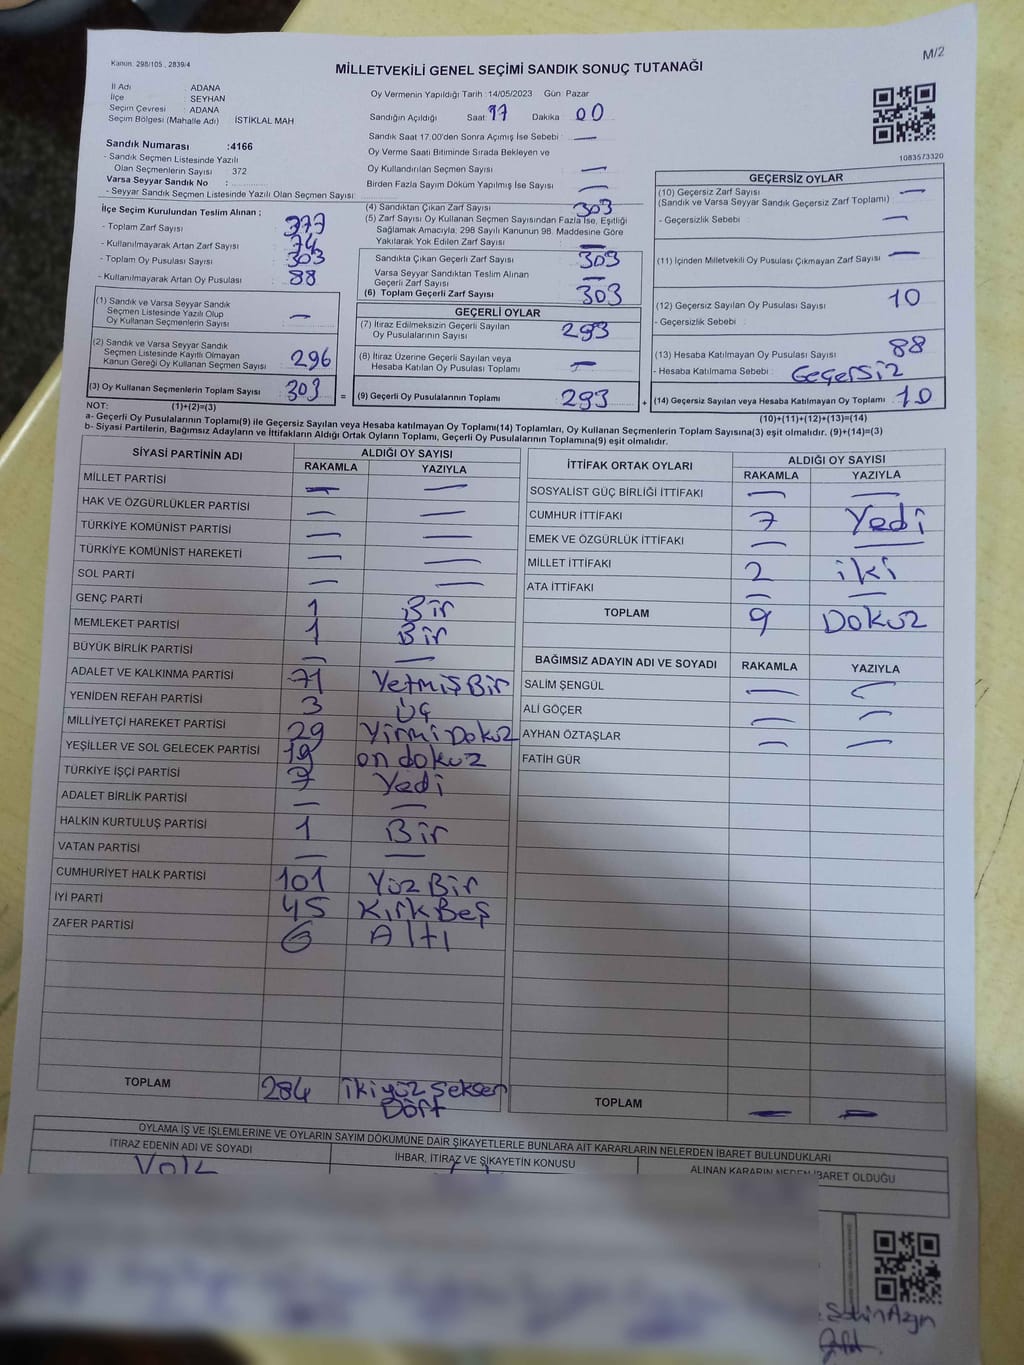 Kanun. 298/105 , 2839/4
M/2
MİLLETVEKİLİ GENEL SEÇİMİ SANDIK SONUÇ TUTANAĞI
İl Adı : ADANA
İlçe : SEYHAN
Seçim Çevresi : ADANA
Seçim Bölgesi (Mahalle Adı) : İSTİKLAL MAH
Oy Vermenin Yapıldığı Tarih :14/05/2023 Gün: Pazar
Sandığın Açıldığı Saat: 17 Dakika : 00
Sandık Saat 17.00'den Sonra Açımış İse Sebebi : —
Oy Verme Saati Bitiminde Sırada Bekleyen ve
Oy Kullandırılan Seçmen Sayısı : —
Birden Fazla Sayım Döküm Yapılmış İse Sayısı : —
1083573320
Sandık Numarası :4166
- Sandık Seçmen Listesinde Yazılı
Olan Seçmenlerin Sayısı : 372
Varsa Seyyar Sandık No :
- Seyyar Sandık Seçmen Listesinde Yazılı Olan Seçmen Sayısı:
İlçe Seçim Kurulundan Teslim Alınan ;
- Toplam Zarf Sayısı : 377
- Kullanılmayarak Artan Zarf Sayısı : 74
- Toplam Oy Pusulası Sayısı : 303
- Kullanılmayarak Artan Oy Pusulası : 88
(1) Sandık ve Varsa Seyyar Sandık
Seçmen Listesinde Yazılı Olup
Oy Kullanan Seçmenlerin Sayısı : —
(2) Sandık ve Varsa Seyyar Sandık
Seçmen Listesinde Kayıtlı Olmayan
Kanun Gereği Oy Kullanan Seçmen Sayısı : 296
(3) Oy Kullanan Seçmenlerin Toplam Sayısı : 303 =
(4) Sandıktan Çıkan Zarf Sayısı : 303
(5) Zarf Sayısı Oy Kullanan Seçmen Sayısından Fazla İse, Eşitliği
Sağlamak Amacıyla; 298 Sayılı Kanunun 98. Maddesine Göre
Yakılarak Yok Edilen Zarf Sayısı : —
Sandıkta Çıkan Geçerli Zarf Sayısı : 303
Varsa Seyyar Sandıktan Teslim Alınan
Geçerli Zarf Sayısı : —
(6) Toplam Geçerli Zarf Sayısı : 303
GEÇERLİ OYLAR
(7) İtiraz Edilmeksizin Geçerli Sayılan
Oy Pusulalarının Sayısı : 293
(8) İtiraz Üzerine Geçerli Sayılan veya
Hesaba Katılan Oy Pusulası Toplamı : —
(9) Geçerli Oy Pusulalarının Toplamı : 293 +
GEÇERSİZ OYLAR
(10) Geçersiz Zarf Sayısı : —
(Sandık ve Varsa Seyyar Sandık Geçersiz Zarf Toplamı)
- Geçersizlik Sebebi : —
(11) İçinden Milletvekili Oy Pusulası Çıkmayan Zarf Sayısı : —
(12) Geçersiz Sayılan Oy Pusulası Sayısı : 10
- Geçersizlik Sebebi :
(13) Hesaba Katılmayan Oy Pusulası Sayısı : 88
- Hesaba Katılmama Sebebi : Geçersiz
(14) Geçersiz Sayılan veya Hesaba Katılmayan Oy Toplamı : 10
NOT: (1)+(2)=(3) (10)+(11)+(12)+(13)=(14)
a- Geçerli Oy Pusulalarının Toplamı(9) ile Geçersiz Sayılan veya Hesaba katılmayan Oy Toplamı(14) Toplamları, Oy Kullanan Seçmenlerin Toplam Sayısına(3) eşit olmalıdır. (9)+(14)=(3)
b- Siyasi Partilerin, Bağımsız Adayların ve İttifakların Aldığı Ortak Oyların Toplamı, Geçerli Oy Pusulalarının Toplamına(9) eşit olmalıdır.
SİYASİ PARTİNİN ADI ALDIĞI OY SAYISI
RAKAMLA YAZIYLA
MİLLET PARTİSİ — —
HAK VE ÖZGÜRLÜKLER PARTİSİ — —
TÜRKİYE KOMÜNİST PARTİSİ — —
TÜRKİYE KOMÜNİST HAREKETİ — —
SOL PARTİ — —
GENÇ PARTİ 1 Bir
MEMLEKET PARTİSİ 1 Bir
BÜYÜK BİRLİK PARTİSİ — —
ADALET VE KALKINMA PARTİSİ 71 YetmişBir
YENİDEN REFAH PARTİSİ 3 Üç
MİLLİYETÇİ HAREKET PARTİSİ 29 YirmiDokuz
YEŞİLLER VE SOL GELECEK PARTİSİ 19 on dokuz
TÜRKİYE İŞÇİ PARTİSİ 7 Yedi
ADALET BİRLİK PARTİSİ — —
HALKIN KURTULUŞ PARTİSİ 1 Bir
VATAN PARTİSİ — —
CUMHURİYET HALK PARTİSİ 101 Yüz Bir
İYİ PARTİ 45 KırkBeş
ZAFER PARTİSİ 6 Altı
TOPLAM 284 ikiyüz Seksen
Dört
İTTİFAK ORTAK OYLARI ALDIĞI OY SAYISI
RAKAMLA YAZIYLA
SOSYALİST GÜÇ BİRLİĞİ İTTİFAKI — —
CUMHUR İTTİFAKI 7 Yedi
EMEK VE ÖZGÜRLÜK İTTİFAKI — —
MİLLET İTTİFAKI 2 iki
ATA İTTİFAKI — —
TOPLAM 9 Dokuz
BAĞIMSIZ ADAYIN ADI VE SOYADI RAKAMLA YAZIYLA
SALİM ŞENGÜL — —
ALİ GÖÇER — —
AYHAN ÖZTAŞLAR — —
FATİH GÜR
TOPLAM — —
OYLAMA İŞ VE İŞLEMLERİNE VE OYLARIN SAYIM DÖKÜMÜNE DAİR ŞİKAYETLERLE BUNLARA AİT KARARLARIN NELERDEN İBARET BULUNDUKLARI
İTİRAZ EDENİN ADI VE SOYADI İHBAR, İTİRAZ VE ŞİKAYETİN KONUSU ALINAN KARARIN NEDEN İBARET OLDUĞU